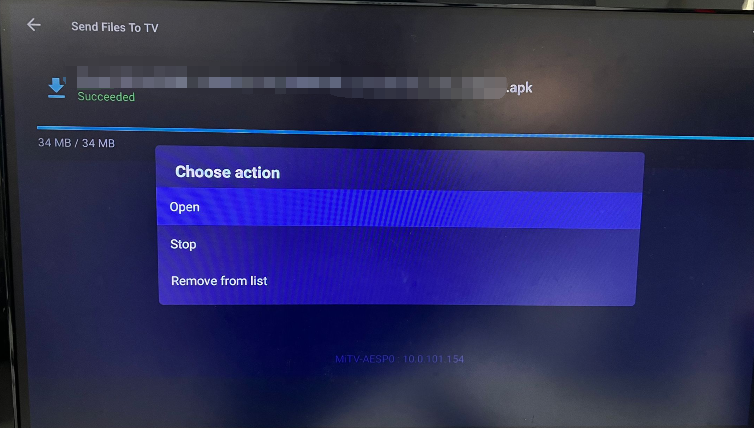 Send Files To TV
.apk
Succeeded
34 MB / 34 MB
Choose action
Open
Stop
Remove from list
MiTV-AESP0 : 10.0.101.154